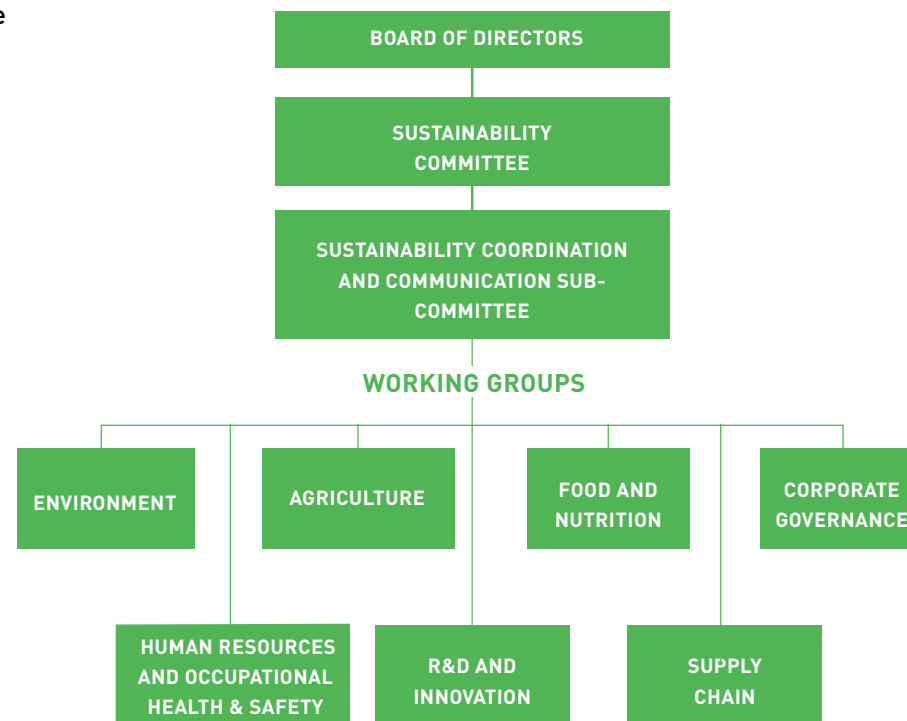 e
BOARD OF DIRECTORS
SUSTAINABILITY
COMMITTEE
SUSTAINABILITY COORDINATION
AND COMMUNICATION SUB-
COMMITTEE
WORKING GROUPS
ENVIRONMENT
AGRICULTURE
FOOD AND
NUTRITION
CORPORATE
GOVERNANCE
HUMAN RESOURCES
AND OCCUPATIONAL
HEALTH & SAFETY
R&D AND
INNOVATION
SUPPLY
CHAIN